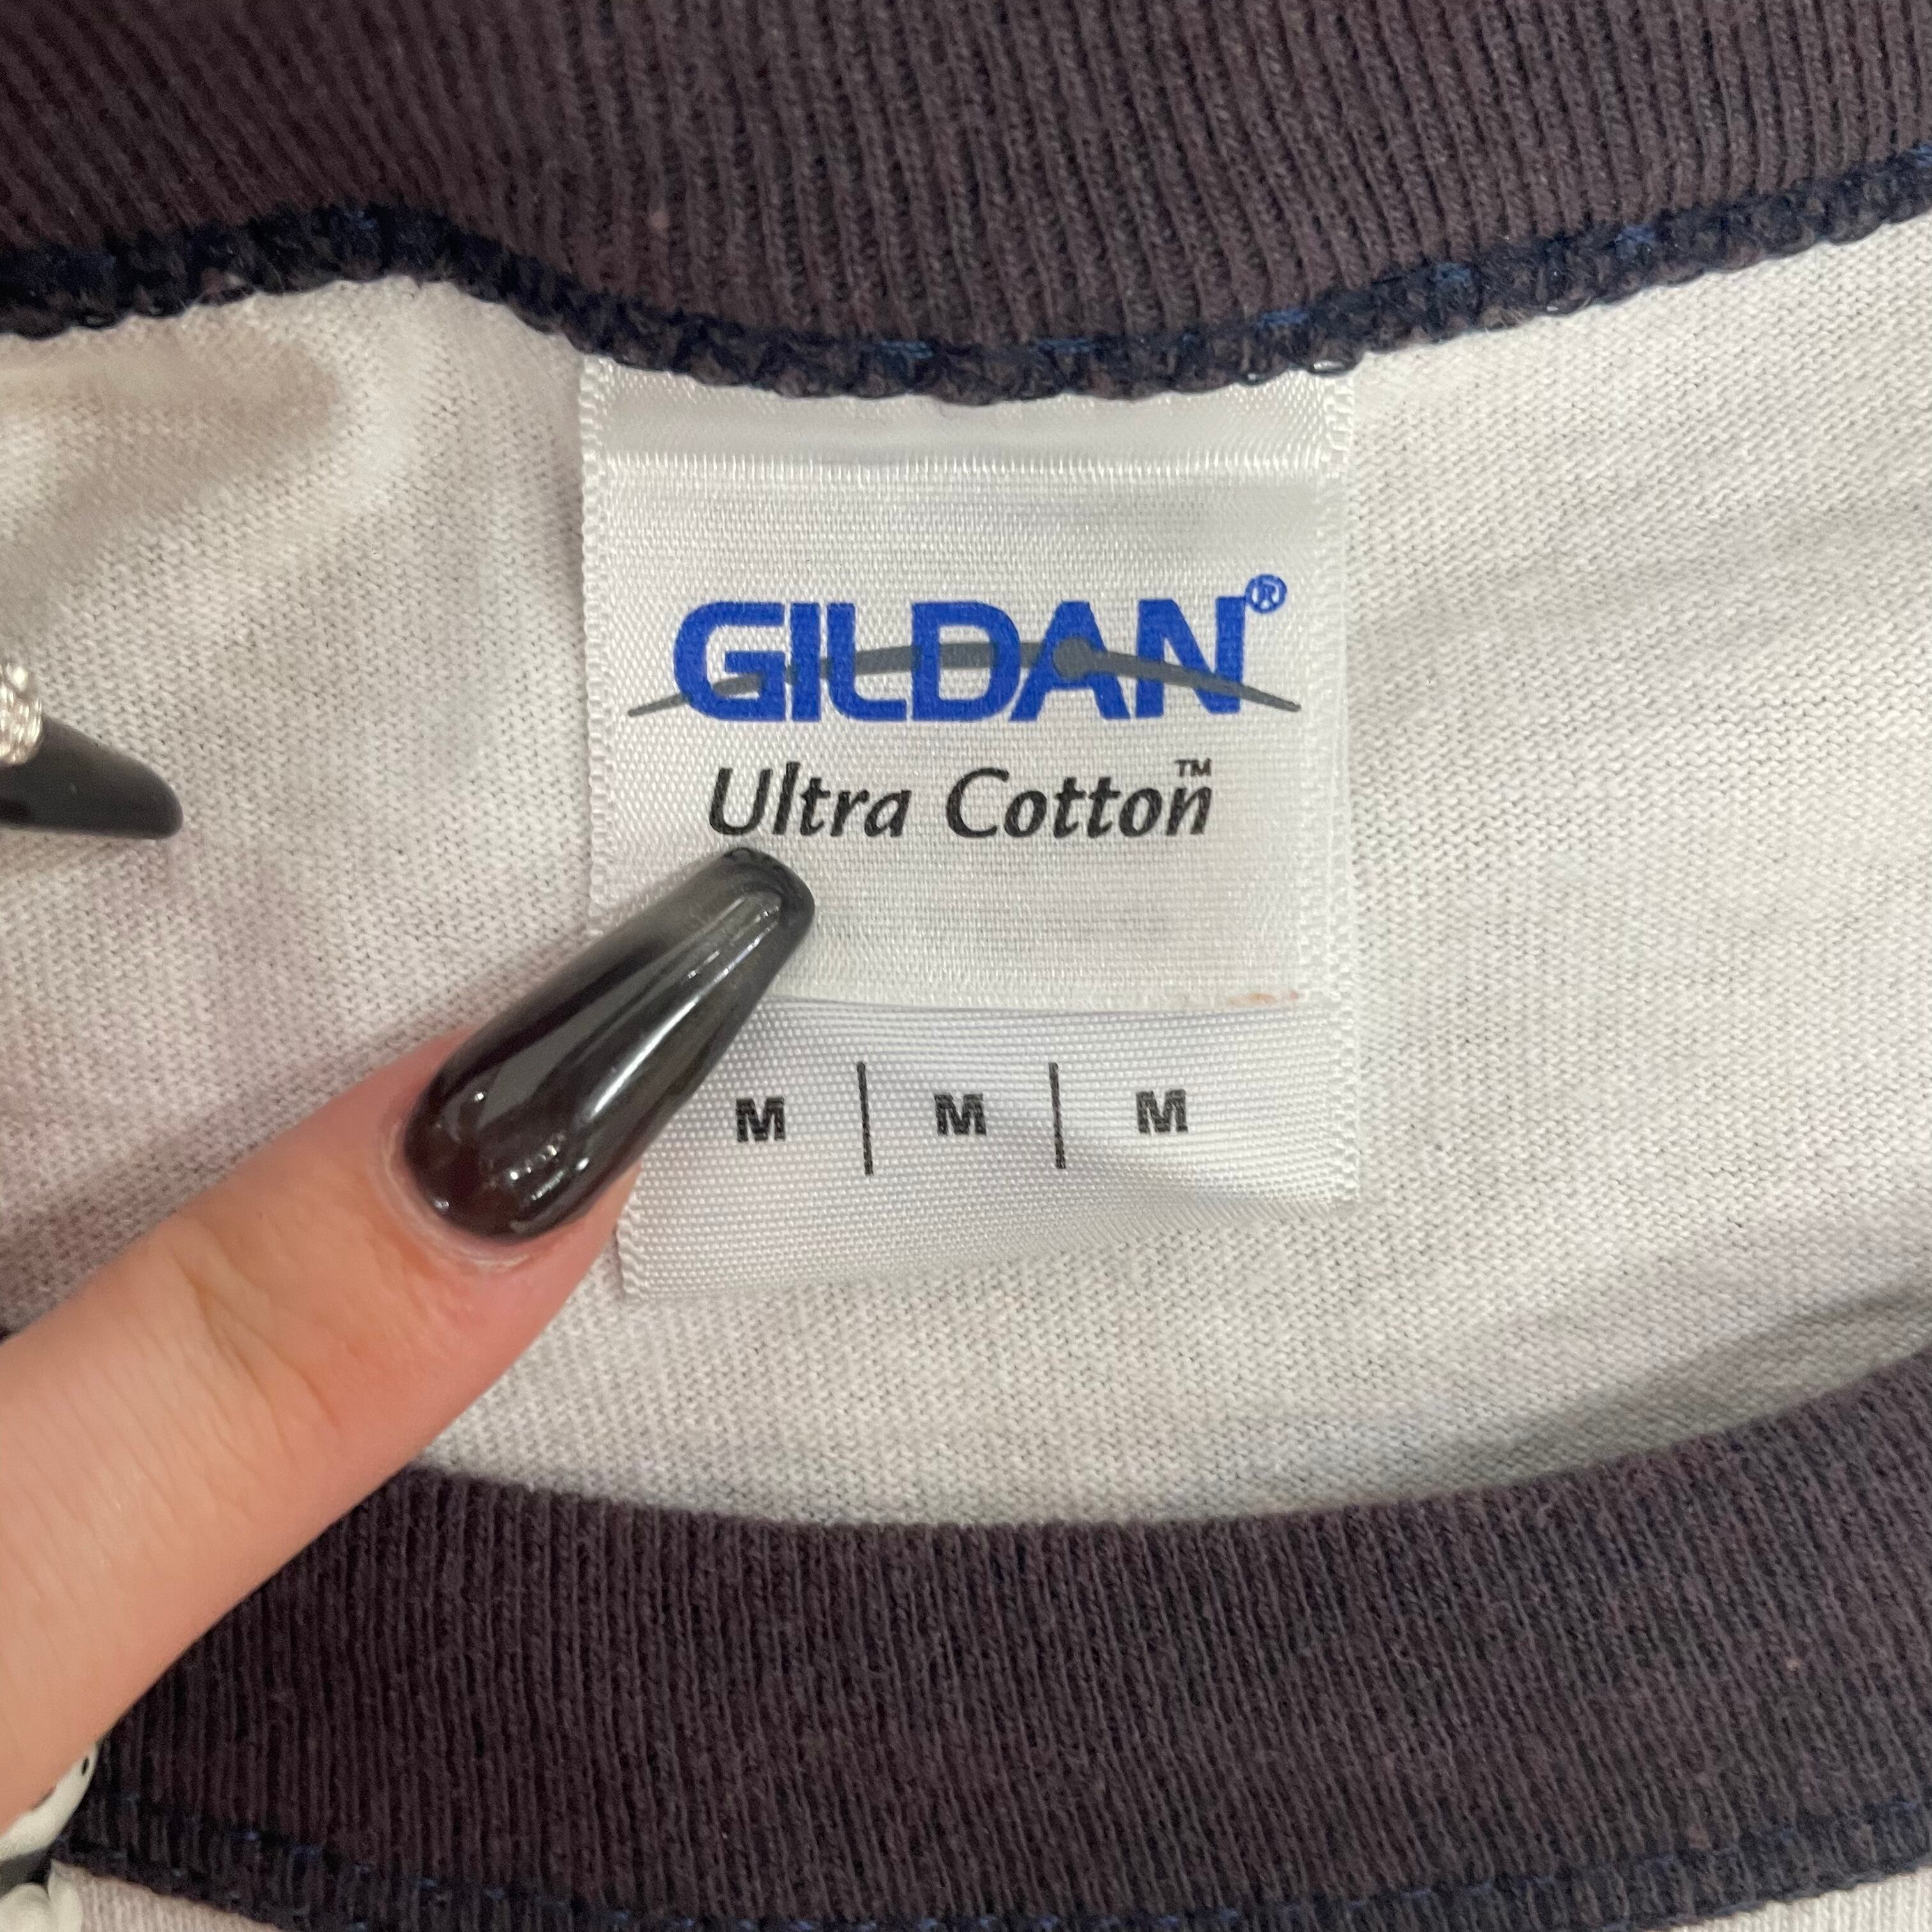 GILDAN®
Ultra Cotton™
M | M | M